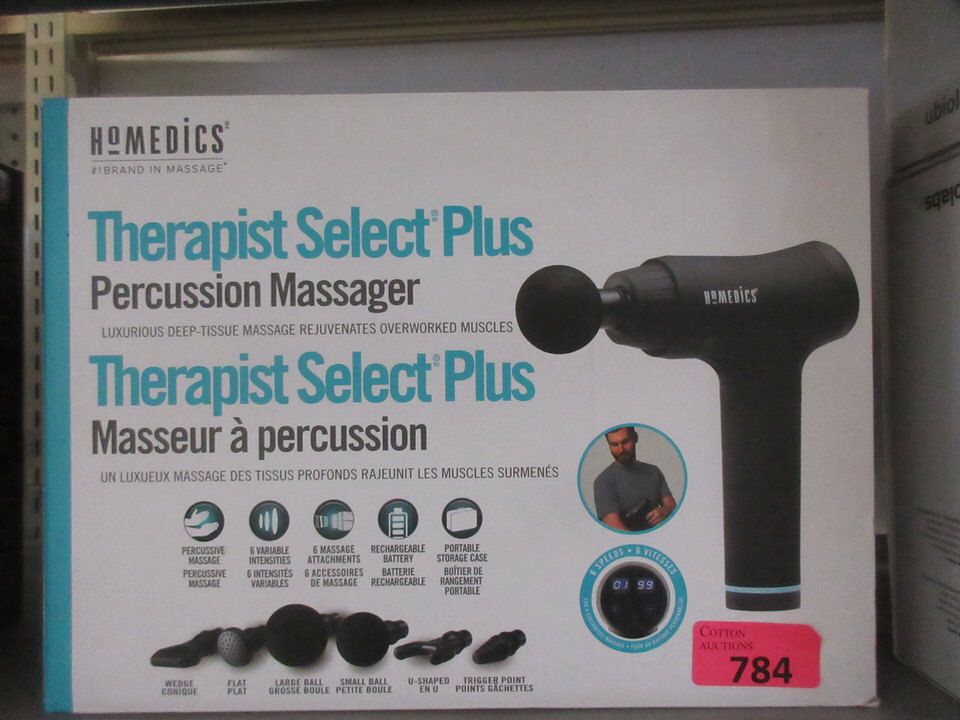 HoMEDICS®
#1 BRAND IN MASSAGE*
Therapist Select® Plus
Percussion Massager
LUXURIOUS DEEP-TISSUE MASSAGE REJUVENATES OVERWORKED MUSCLES
Therapist Select® Plus
Masseur à percussion
UN LUXUEUX MASSAGE DES TISSUS PROFONDS RAJEUNIT LES MUSCLES SURMENÉS
HoMEDICS®
PERCUSSIVE
MASSAGE
PERCUSSIVE
MASSAGE
6 VARIABLE
INTENSITIES
6 INTENSITÉS
VARIABLES
6 MASSAGE
ATTACHMENTS
6 ACCESSOIRES
DE MASSAGE
RECHARGEABLE
BATTERY
BATTERIE
RECHARGEABLE
PORTABLE
STORAGE CASE
BOÎTIER DE
RANGEMENT
PORTABLE
6 SPEEDS • 6 VITESSES
01 99
WEDGE
CONIQUE
FLAT
PLAT
LARGE BALL
GROSSE BOULE
SMALL BALL
PETITE BOULE
U-SHAPED
EN U
TRIGGER POINT
POINTS GÂCHETTES
COTTON
AUCTIONS
784